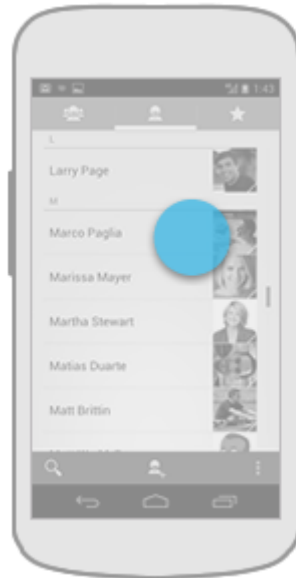 1:43
L
Larry Page
M
Marco Paglia
Marissa Mayer
Martha Stewart
Matias Duarte
Matt Brittin